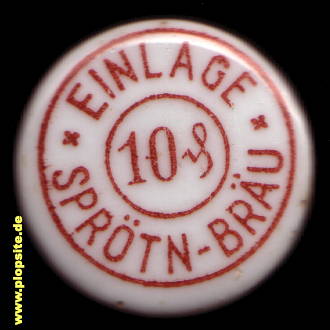 * EINLAGE *
10 ₰
SPRÖTN-BRÄU
www.plopsite.de